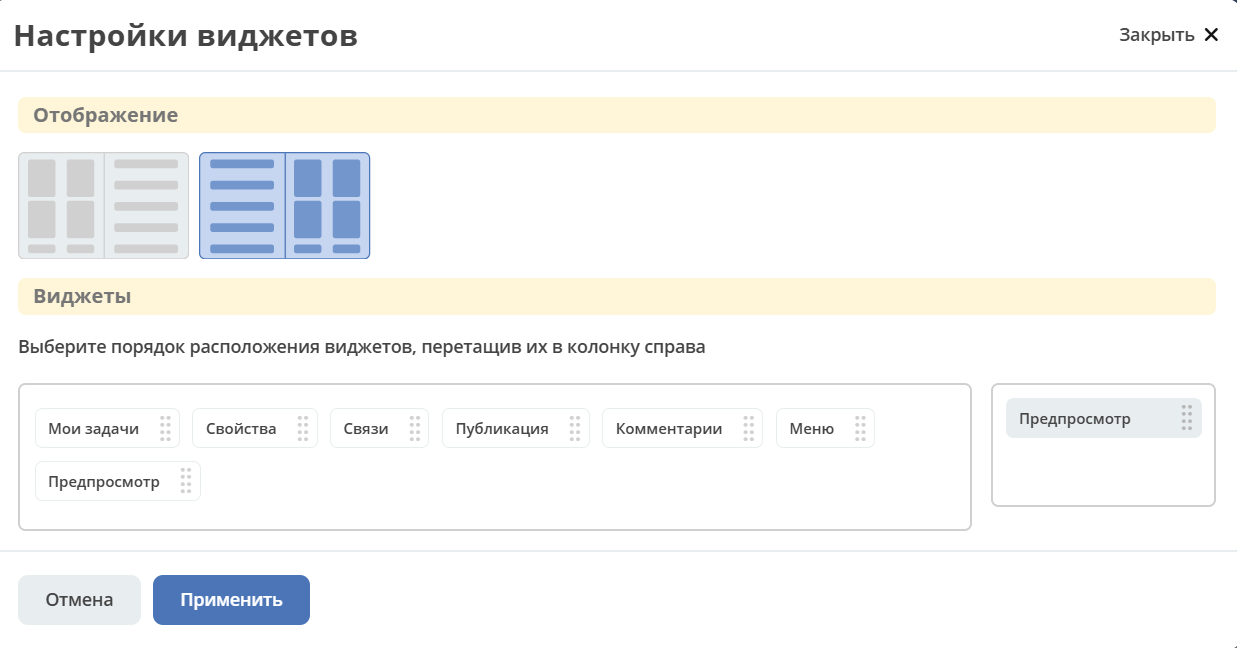 Настройки виджетов
Закрыть
Отображение
Виджеты
Выберите порядок расположения виджетов, перетащив их в колонку справа
Мои задачи Свойства Связи Публикация Комментарии Меню
Предпросмотр
Предпросмотр
Отмена Применить